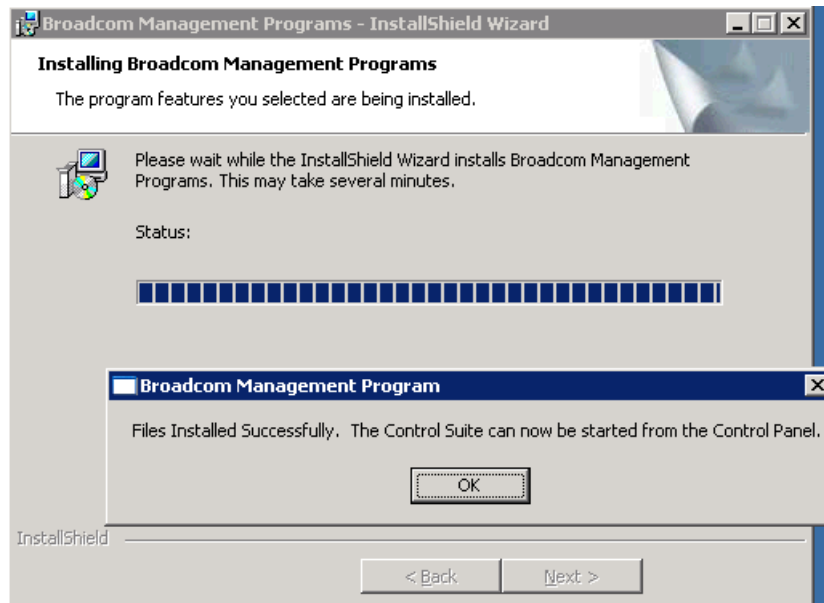 Broadcom Management Programs - InstallShield Wizard
Installing Broadcom Management Programs
The program features you selected are being installed.
Please wait while the InstallShield Wizard installs Broadcom Management
Programs. This may take several minutes.
Status:
Broadcom Management Program
Files Installed Successfully.  The Control Suite can now be started from the Control Panel.
OK
InstallShield
< Back
Next >